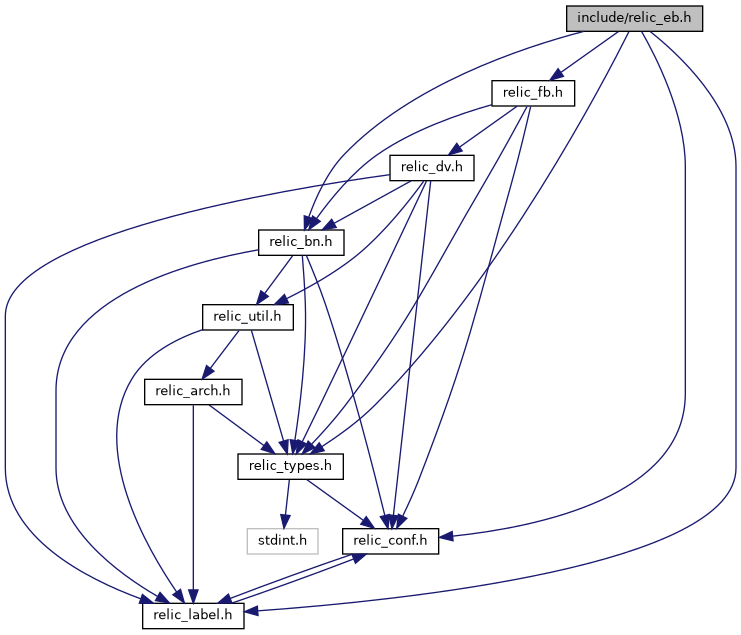 include/relic_eb.h
relic_fb.h
relic_dv.h
relic_bn.h
relic_util.h
relic_arch.h
relic_types.h
stdint.h
relic_conf.h
relic_label.h